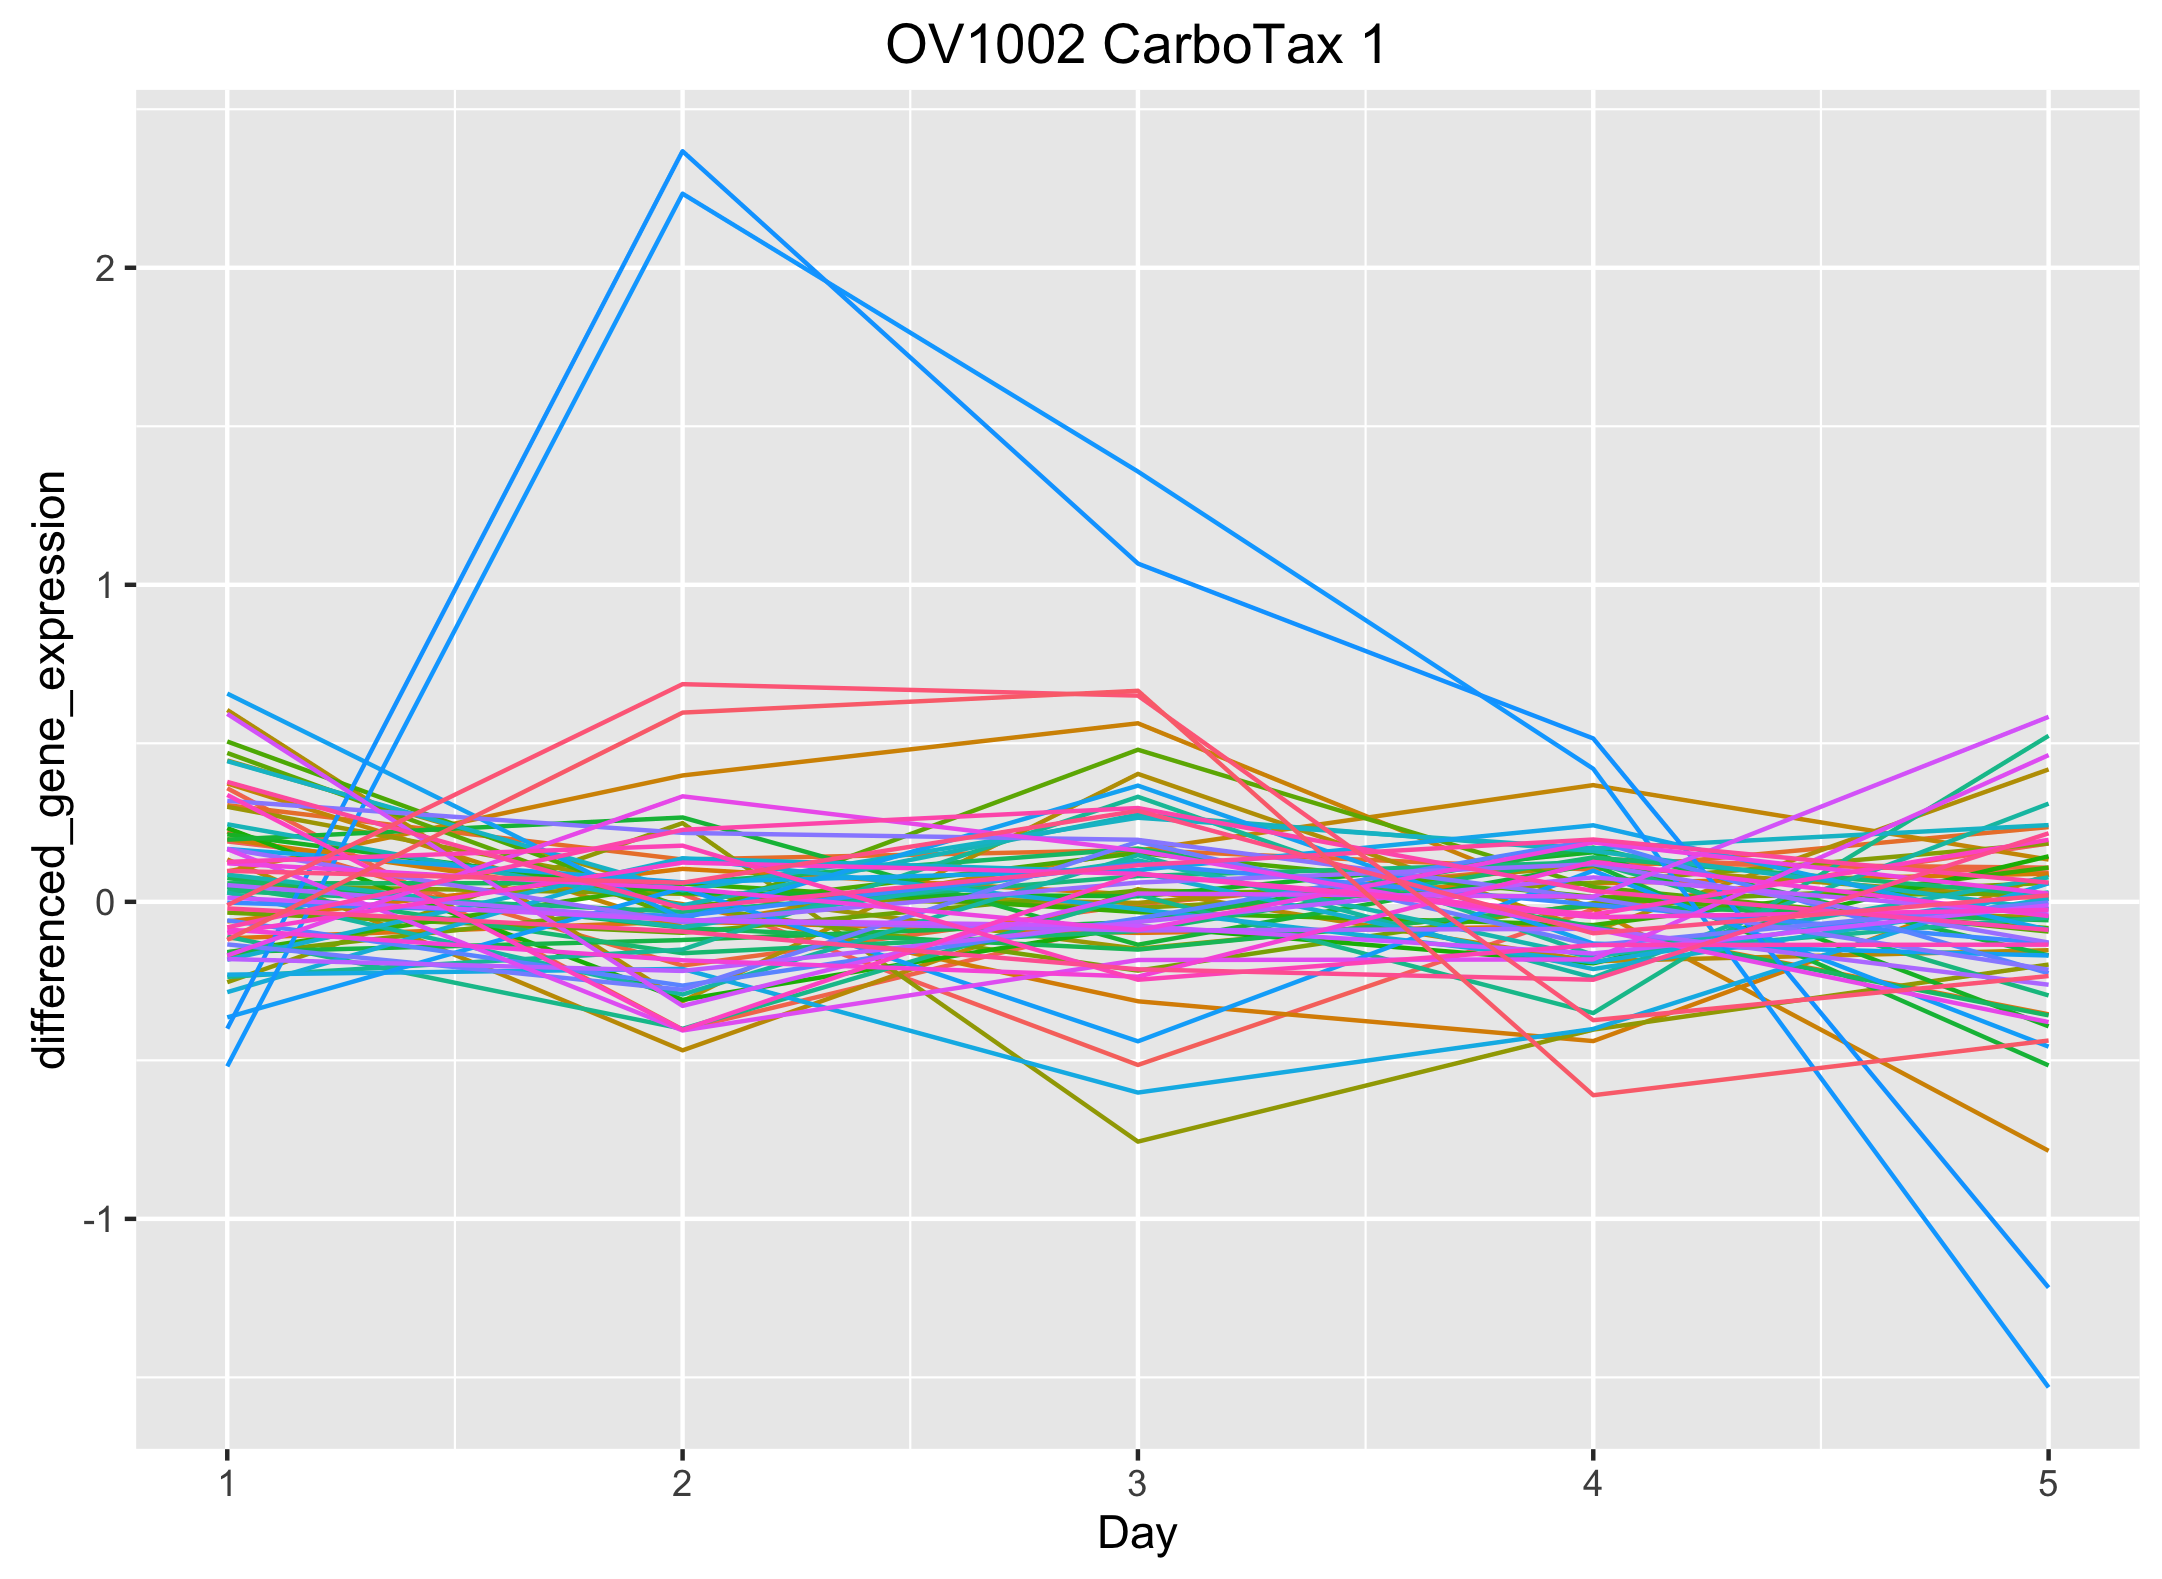 OV1002 CarboTax 1
differenced_gene_expression
2
1
0
-1
1 2 3 4 5
Day